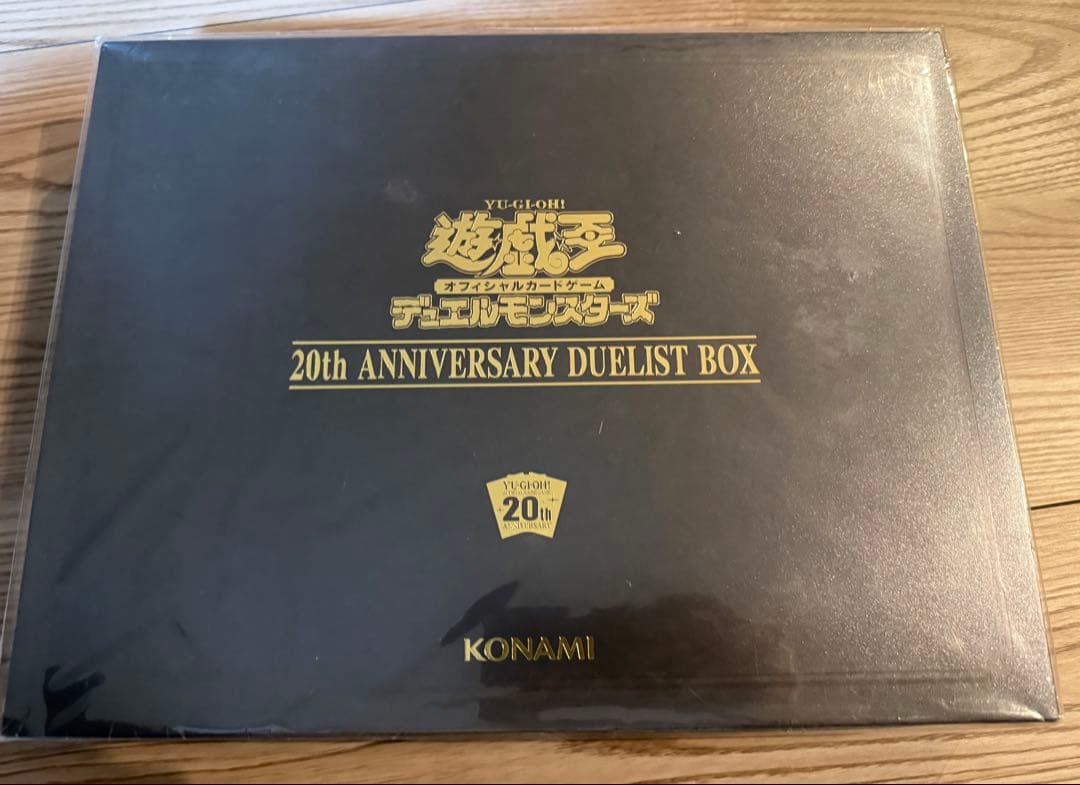 YU-GI-OH!
遊戯王
オフィシャルカードゲーム
デュエルモンスターズ
20th ANNIVERSARY DUELIST BOX
YU-GI-OH!
20th
ANNIVERSARY
KONAMI